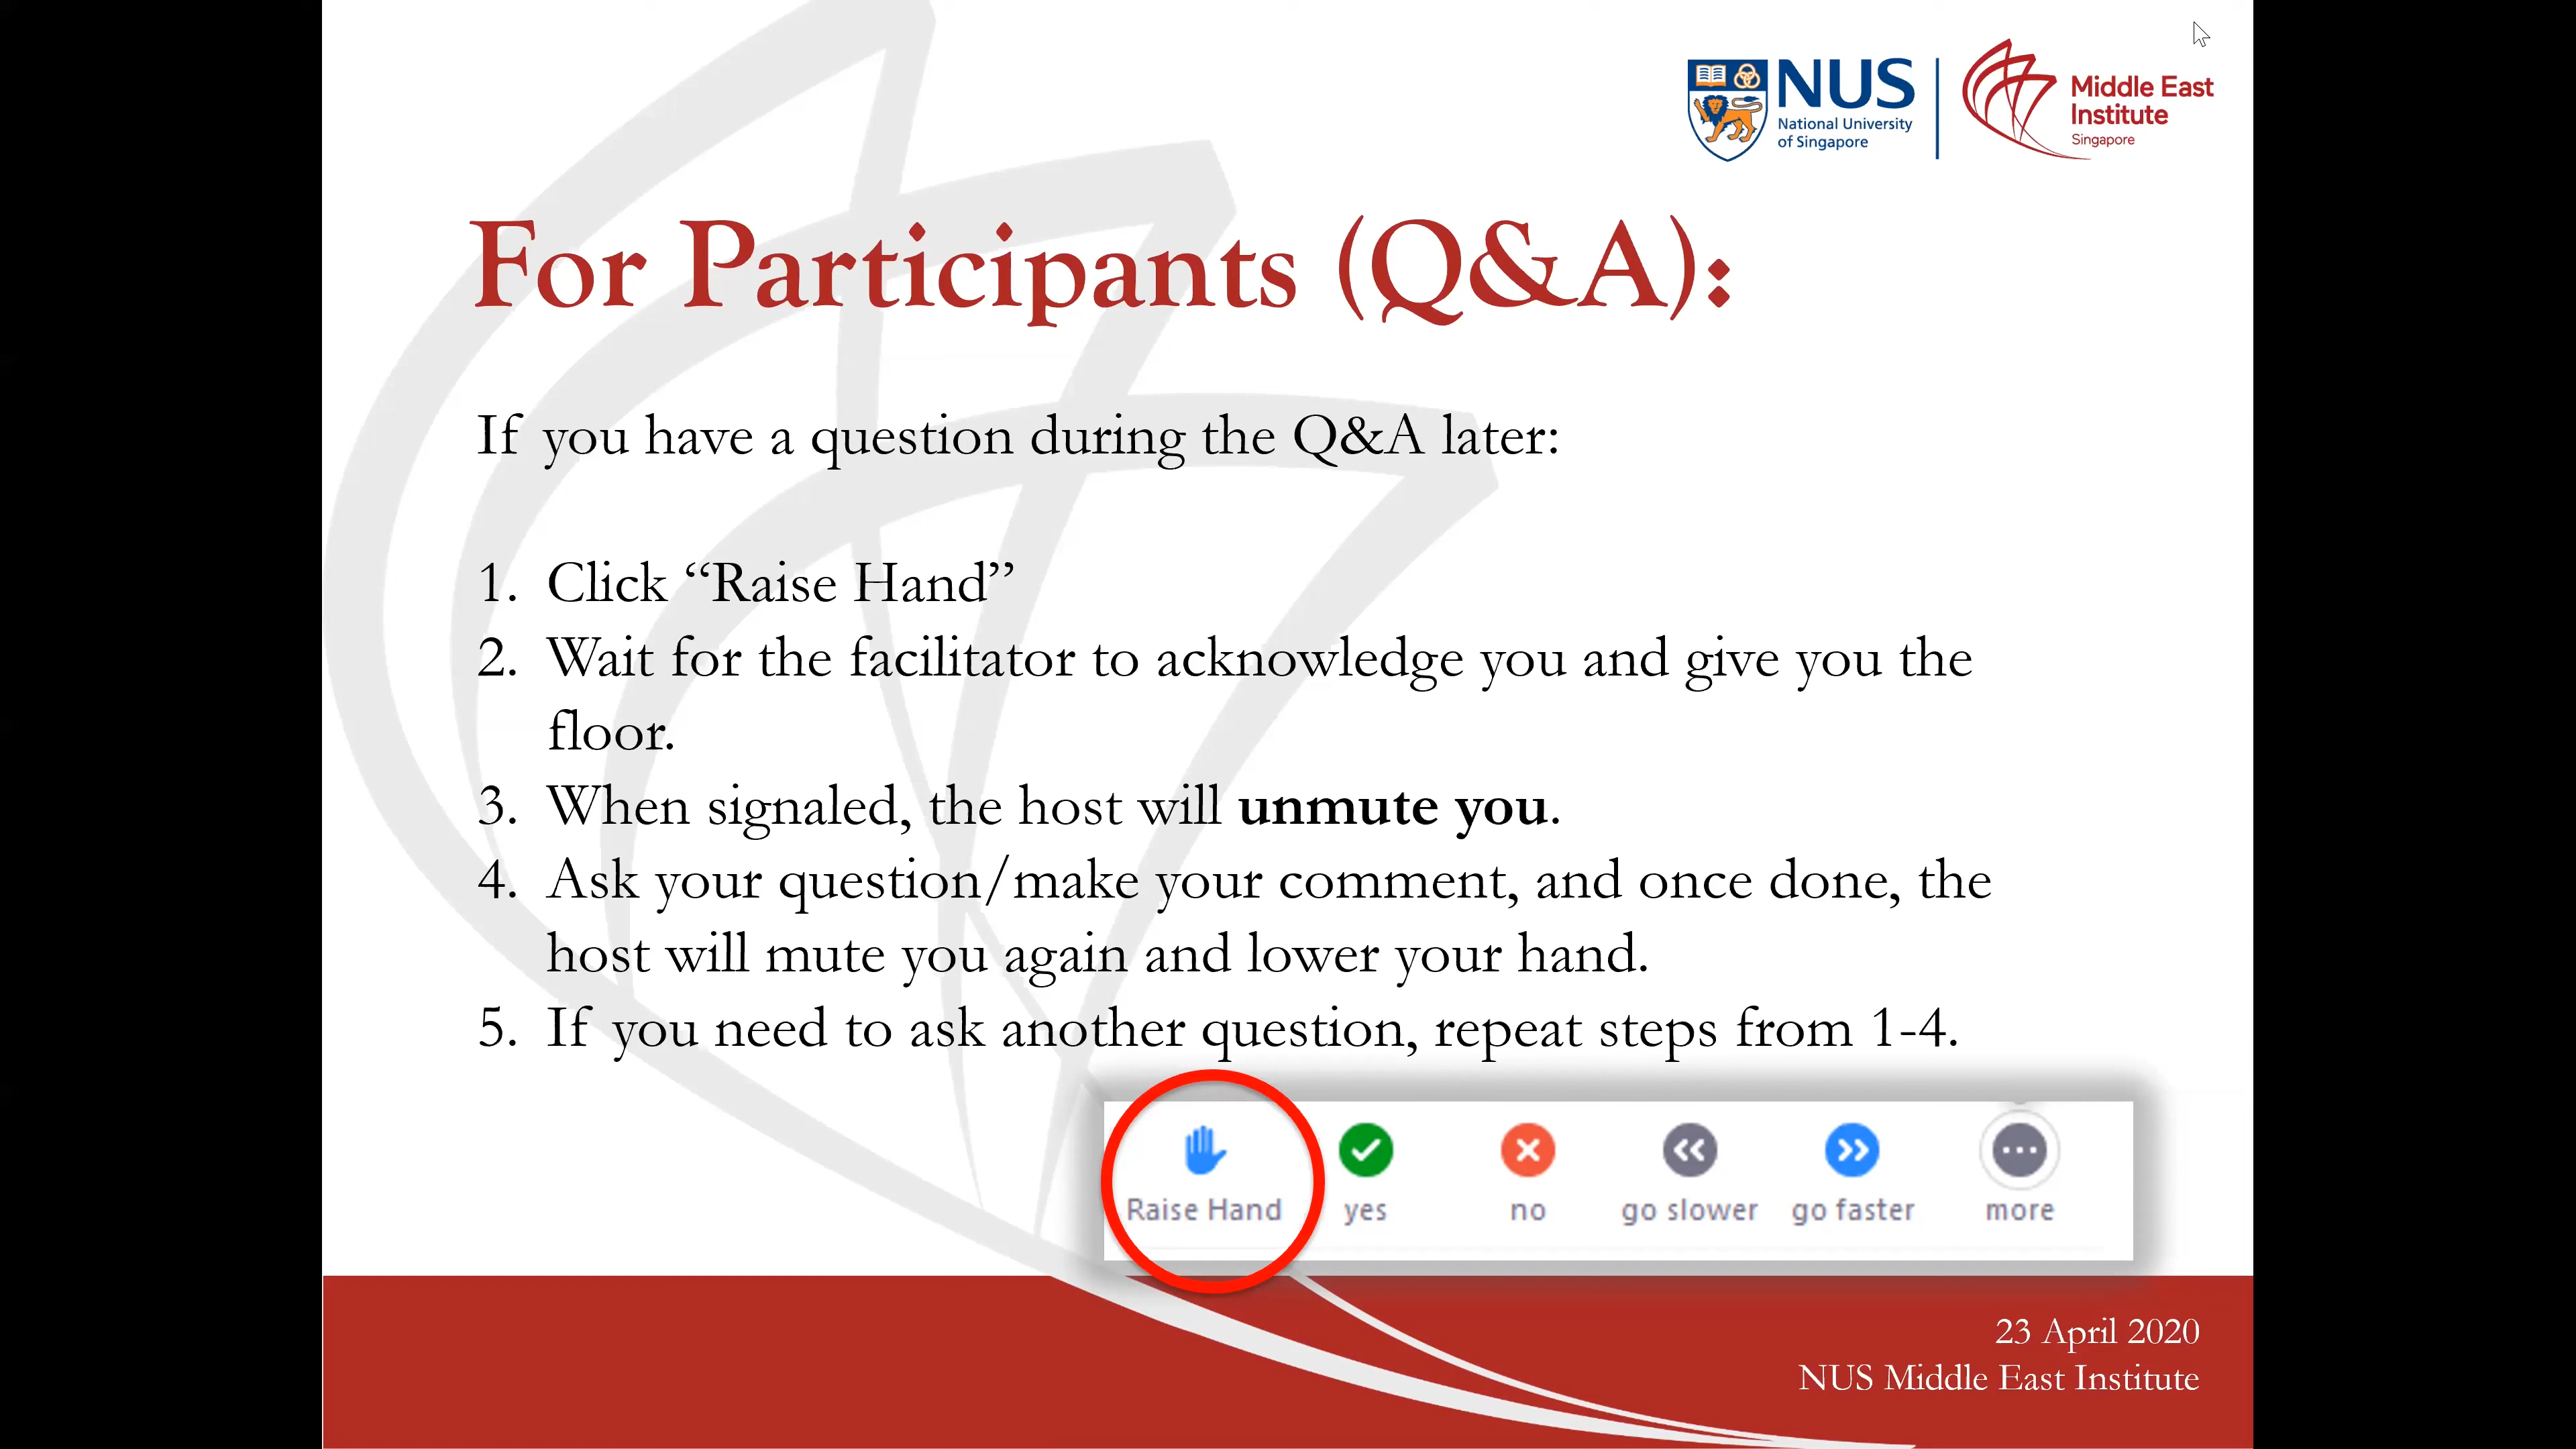 NUS
National University
of Singapore
Middle East
Institute
Singapore
For Participants (Q&A):
If you have a question during the Q&A later:
1. Click “Raise Hand”
2. Wait for the facilitator to acknowledge you and give you the
floor.
3. When signaled, the host will unmute you.
4. Ask your question/make your comment, and once done, the
host will mute you again and lower your hand.
5. If you need to ask another question, repeat steps from 1-4.
Raise Hand yes no go slower go faster more
23 April 2020
NUS Middle East Institute